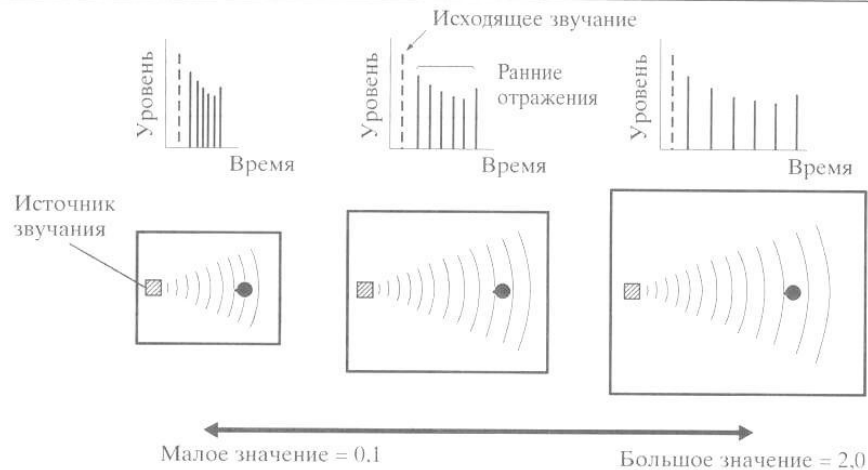 Исходящее звучание
Уровень
Время
Уровень
Ранние
отражения
Время
Уровень
Время
Источник
звучания
Малое значение = 0.1
Большое значение = 2.0